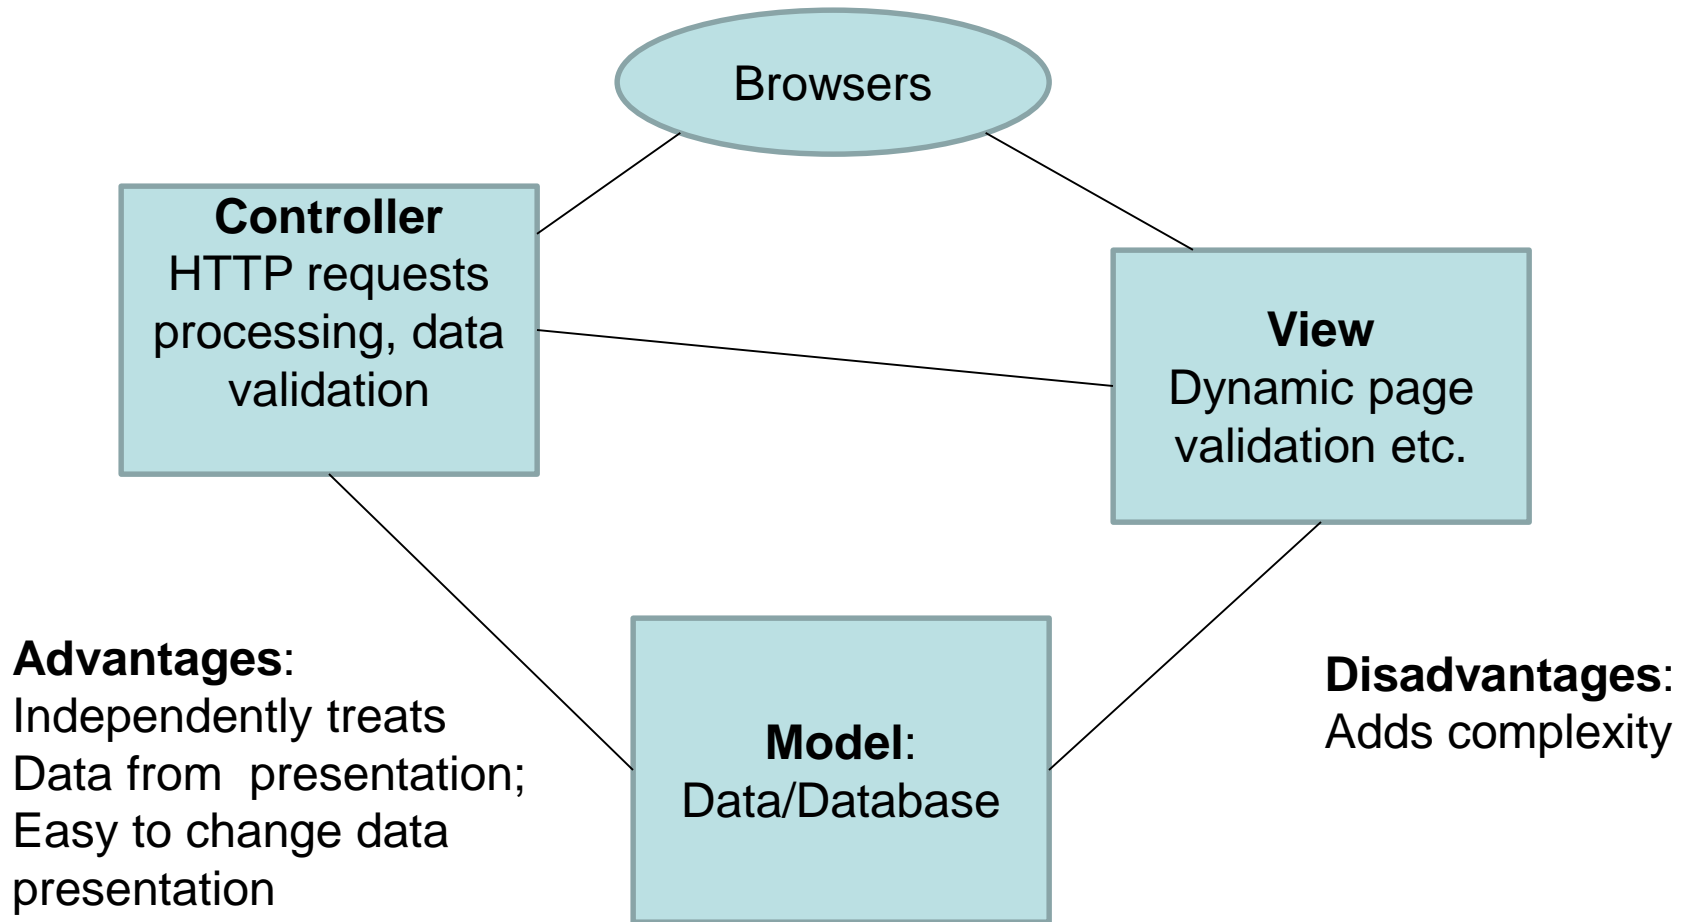 Browsers
Controller
HTTP requests
processing, data
validation
View
Dynamic page
validation etc.
Advantages:
Independently treats
Data from  presentation;
Easy to change data
presentation
Model:
Data/Database
Disadvantages:
Adds complexity